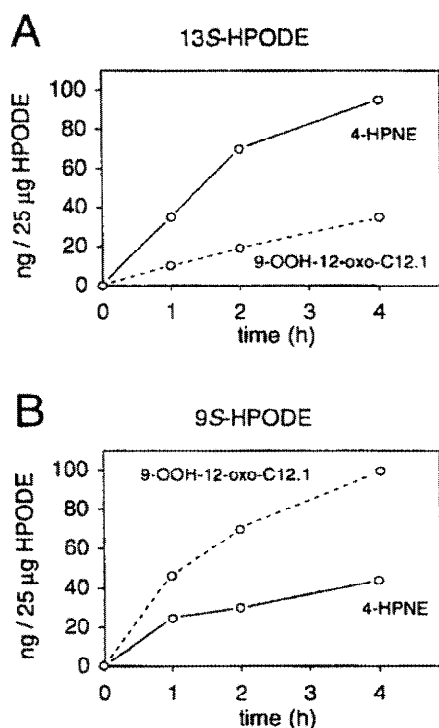 A
13S-HPODE
ng / 25 µg HPODE
100
80
60
40
20
0
4-HPNE
9-OOH-12-oxo-C12.1
0 1 2 3 4
time (h)
B
9S-HPODE
ng / 25 µg HPODE
100
80
60
40
20
0
9-OOH-12-oxo-C12.1
4-HPNE
0 1 2 3 4
time (h)